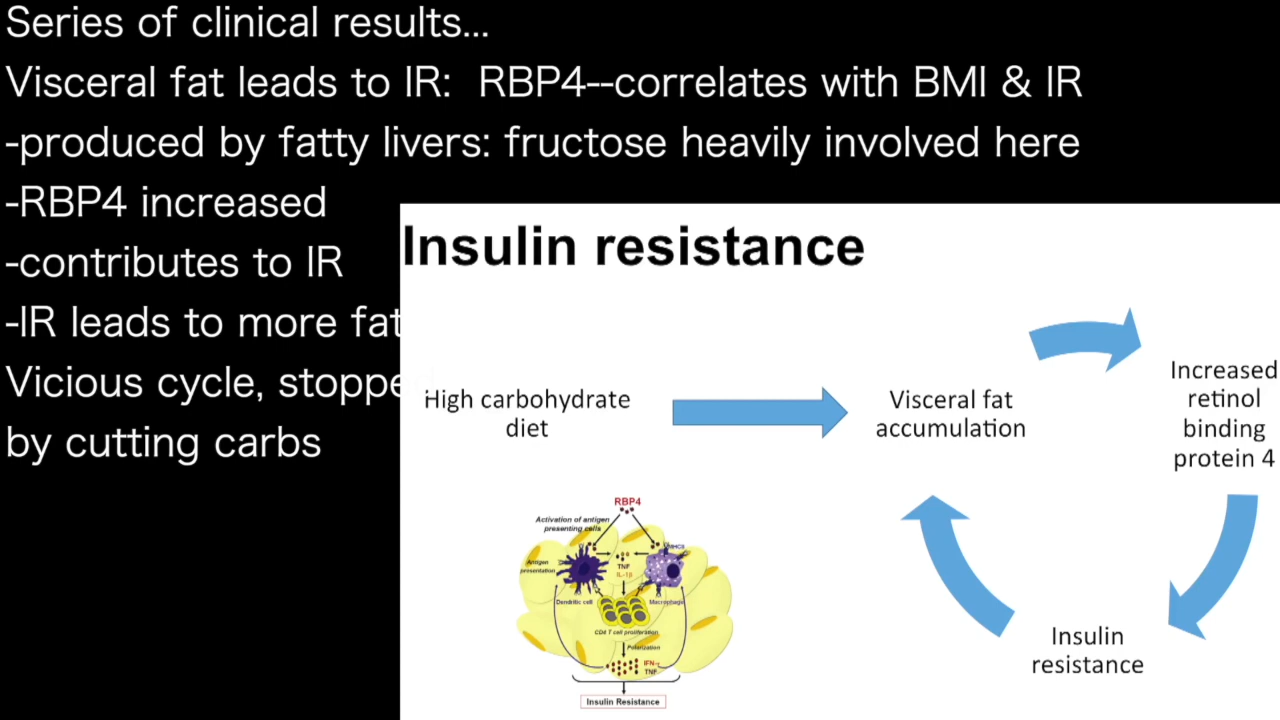 Series of clinical results...
Visceral fat leads to IR:  RBP4--correlates with BMI & IR
-produced by fatty livers: fructose heavily involved here
-RBP4 increased
-contributes to IR
-IR leads to more fat
Vicious cycle, stopped
by cutting carbs
Insulin resistance
High carbohydrate
diet
Visceral fat
accumulation
Increased
retinol
binding
protein 4
Insulin
resistance
RBP4
Activation of antigen
presenting cells
Antigen
presentation
TNF
IL-1β
Dendritic cell
Macrophage
CD4 T cell proliferation
Polarization
IFN-γ
TNF
Insulin Resistance